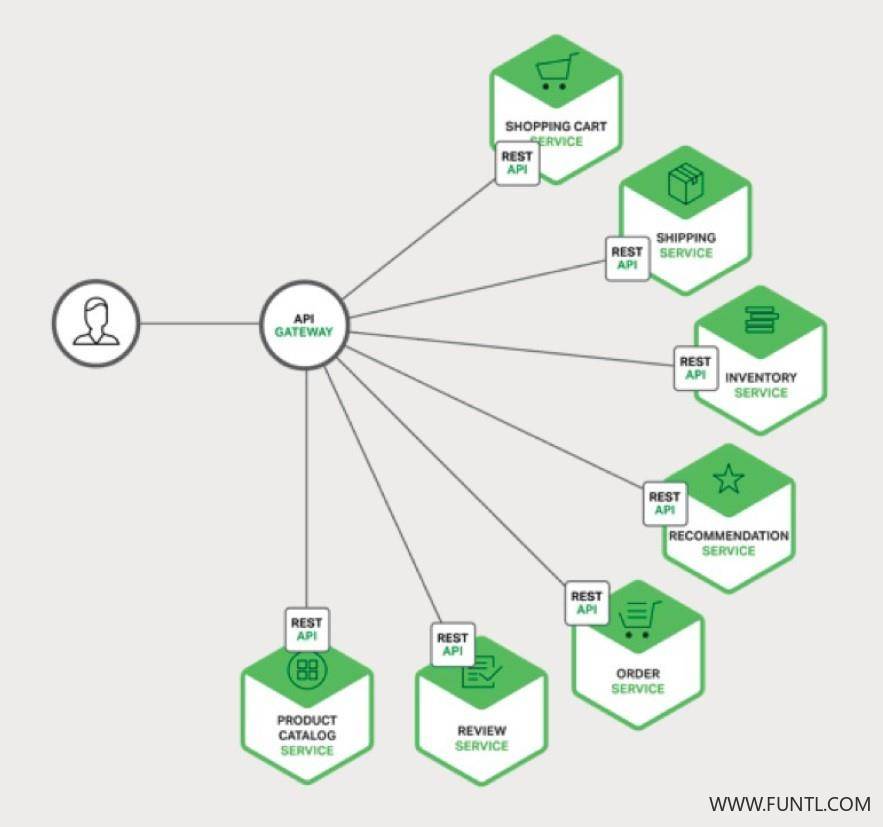 SHOPPING CART
SERVICE
REST
API
SHIPPING
SERVICE
REST
API
API
GATEWAY
INVENTORY
SERVICE
REST
API
RECOMMENDATION
SERVICE
REST
API
ORDER
SERVICE
REST
API
REVIEW
SERVICE
REST
API
PRODUCT
CATALOG
SERVICE
REST
API
WWW.FUNTL.COM